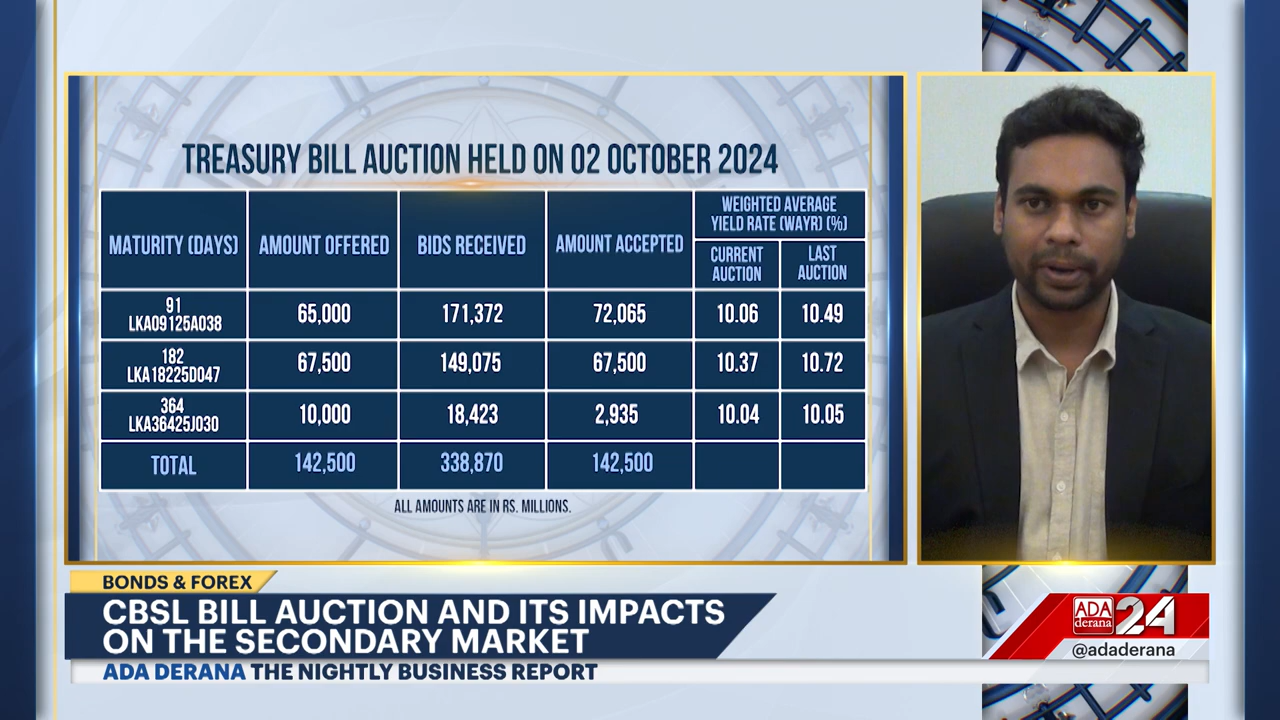 TREASURY BILL AUCTION HELD ON 02 OCTOBER 2024
MATURITY (DAYS) AMOUNT OFFERED BIDS RECEIVED AMOUNT ACCEPTED WEIGHTED AVERAGE
YIELD RATE (WAYR) (%)
CURRENT
AUCTION
LAST
AUCTION
91
LKA09125A038 65,000 171,372 72,065 10.06 10.49
182
LKA18225D047 67,500 149,075 67,500 10.37 10.72
364
LKA36425J030 10,000 18,423 2,935 10.04 10.05
TOTAL 142,500 338,870 142,500
ALL AMOUNTS ARE IN RS. MILLIONS.
BONDS & FOREX
CBSL BILL AUCTION AND ITS IMPACTS
ON THE SECONDARY MARKET
ADA DERANA THE NIGHTLY BUSINESS REPORT
ADA
derana 24
@adaderana